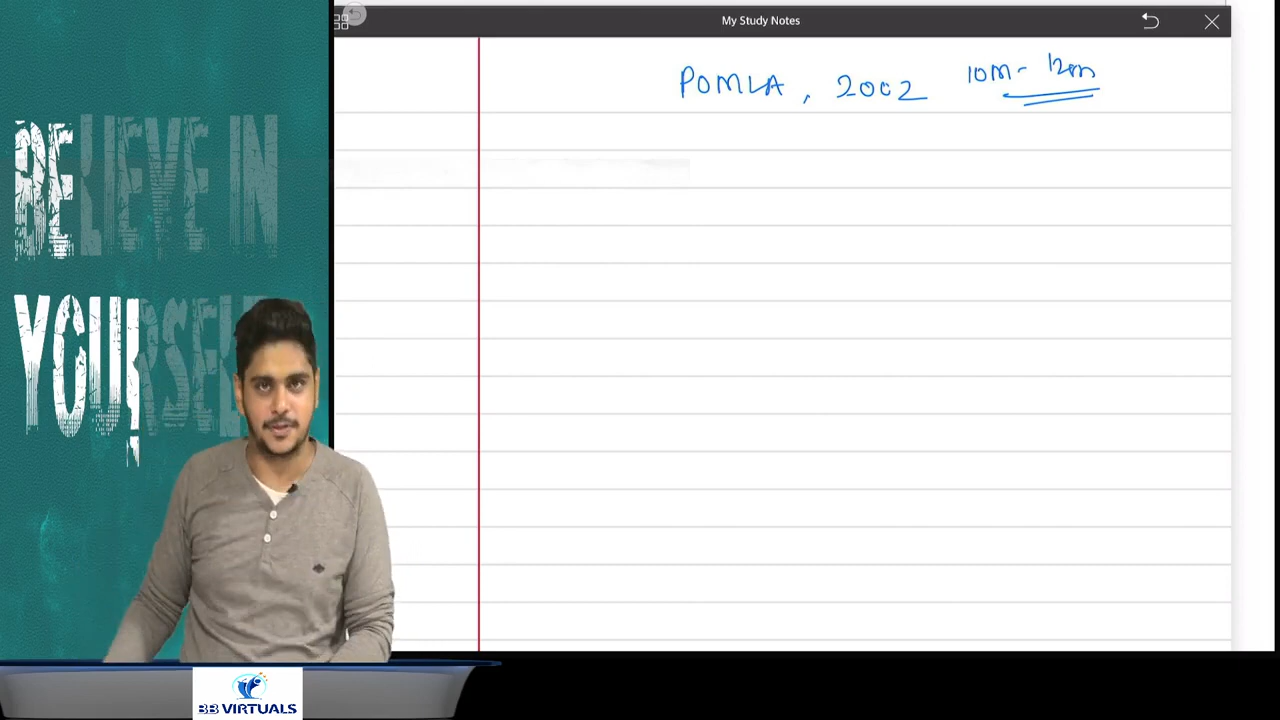 My Study Notes
POMLA, 2002 10M - 12m
BELIEVE IN
YOURSELF
BB VIRTUALS